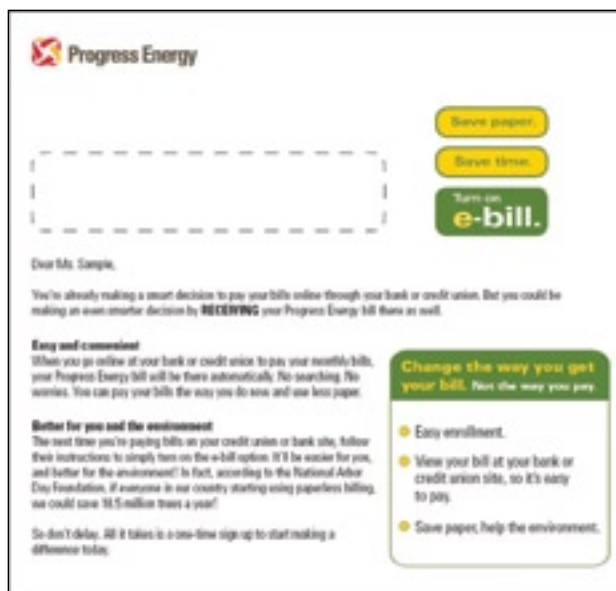 Progress Energy
Save paper.
Save time.
Turn on
e-bill.
Dear Ms. Sample,
You're already making a smart decision to pay your bills online through your bank or credit union. But you could be
making an even smarter decision by RECEIVING your Progress Energy bill there as well.
Easy and convenient
When you go online at your bank or credit union to pay your monthly bills,
your Progress Energy bill will be there automatically. No searching. No
worries. You can pay your bills the way you do now and use less paper.
Better for you and the environment
The next time you're paying bills on your credit union or bank site, follow
their instructions to simply turn on the e-bill option. It'll be easier for you,
and better for the environment! In fact, according to the National Arbor
Day Foundation, if everyone in our country starting using paperless billing,
we could save 18.5 million trees a year!
So don't delay. All it takes is a one-time sign up to start making a
difference today.
Change the way you get
your bill. Not the way you pay.
Easy enrollment.
View your bill at your bank or
credit union site, so it's easy
to pay.
Save paper, help the environment.